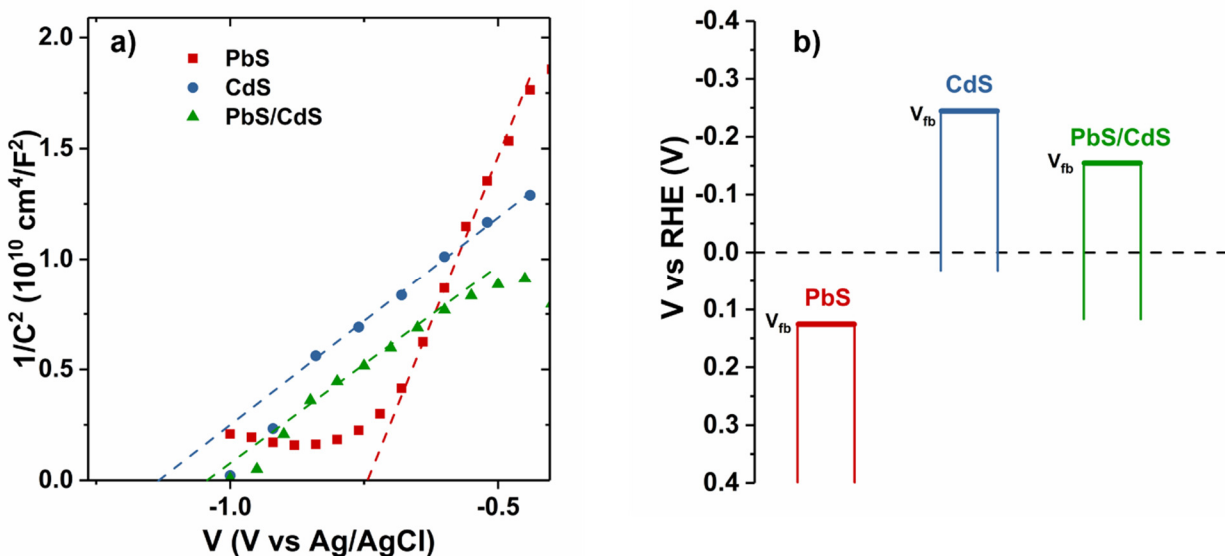 a)
PbS
CdS
PbS/CdS
1/C² (10¹⁰ cm⁴/F²)
2.0
1.5
1.0
0.5
0.0
-1.0
-0.5
V (V vs Ag/AgCl)
b)
V vs RHE (V)
-0.4
-0.3
-0.2
-0.1
0.0
0.1
0.2
0.3
0.4
CdS
V_fb
PbS/CdS
V_fb
PbS
V_fb